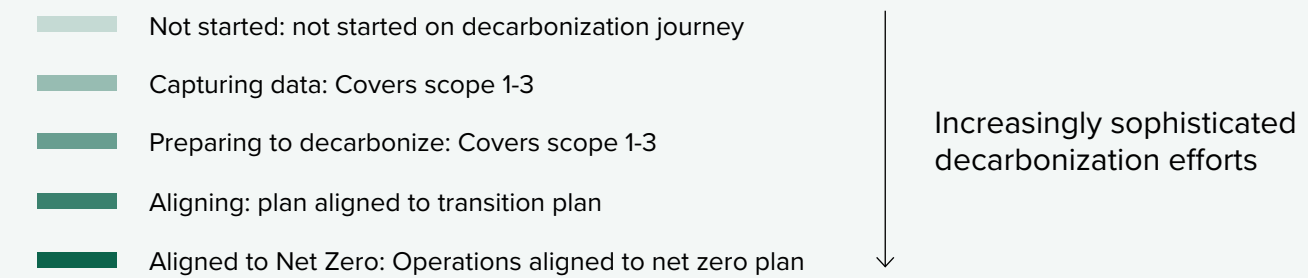 Not started: not started on decarbonization journey
Capturing data: Covers scope 1-3
Preparing to decarbonize: Covers scope 1-3
Aligning: plan aligned to transition plan
Aligned to Net Zero: Operations aligned to net zero plan
Increasingly sophisticated
decarbonization efforts